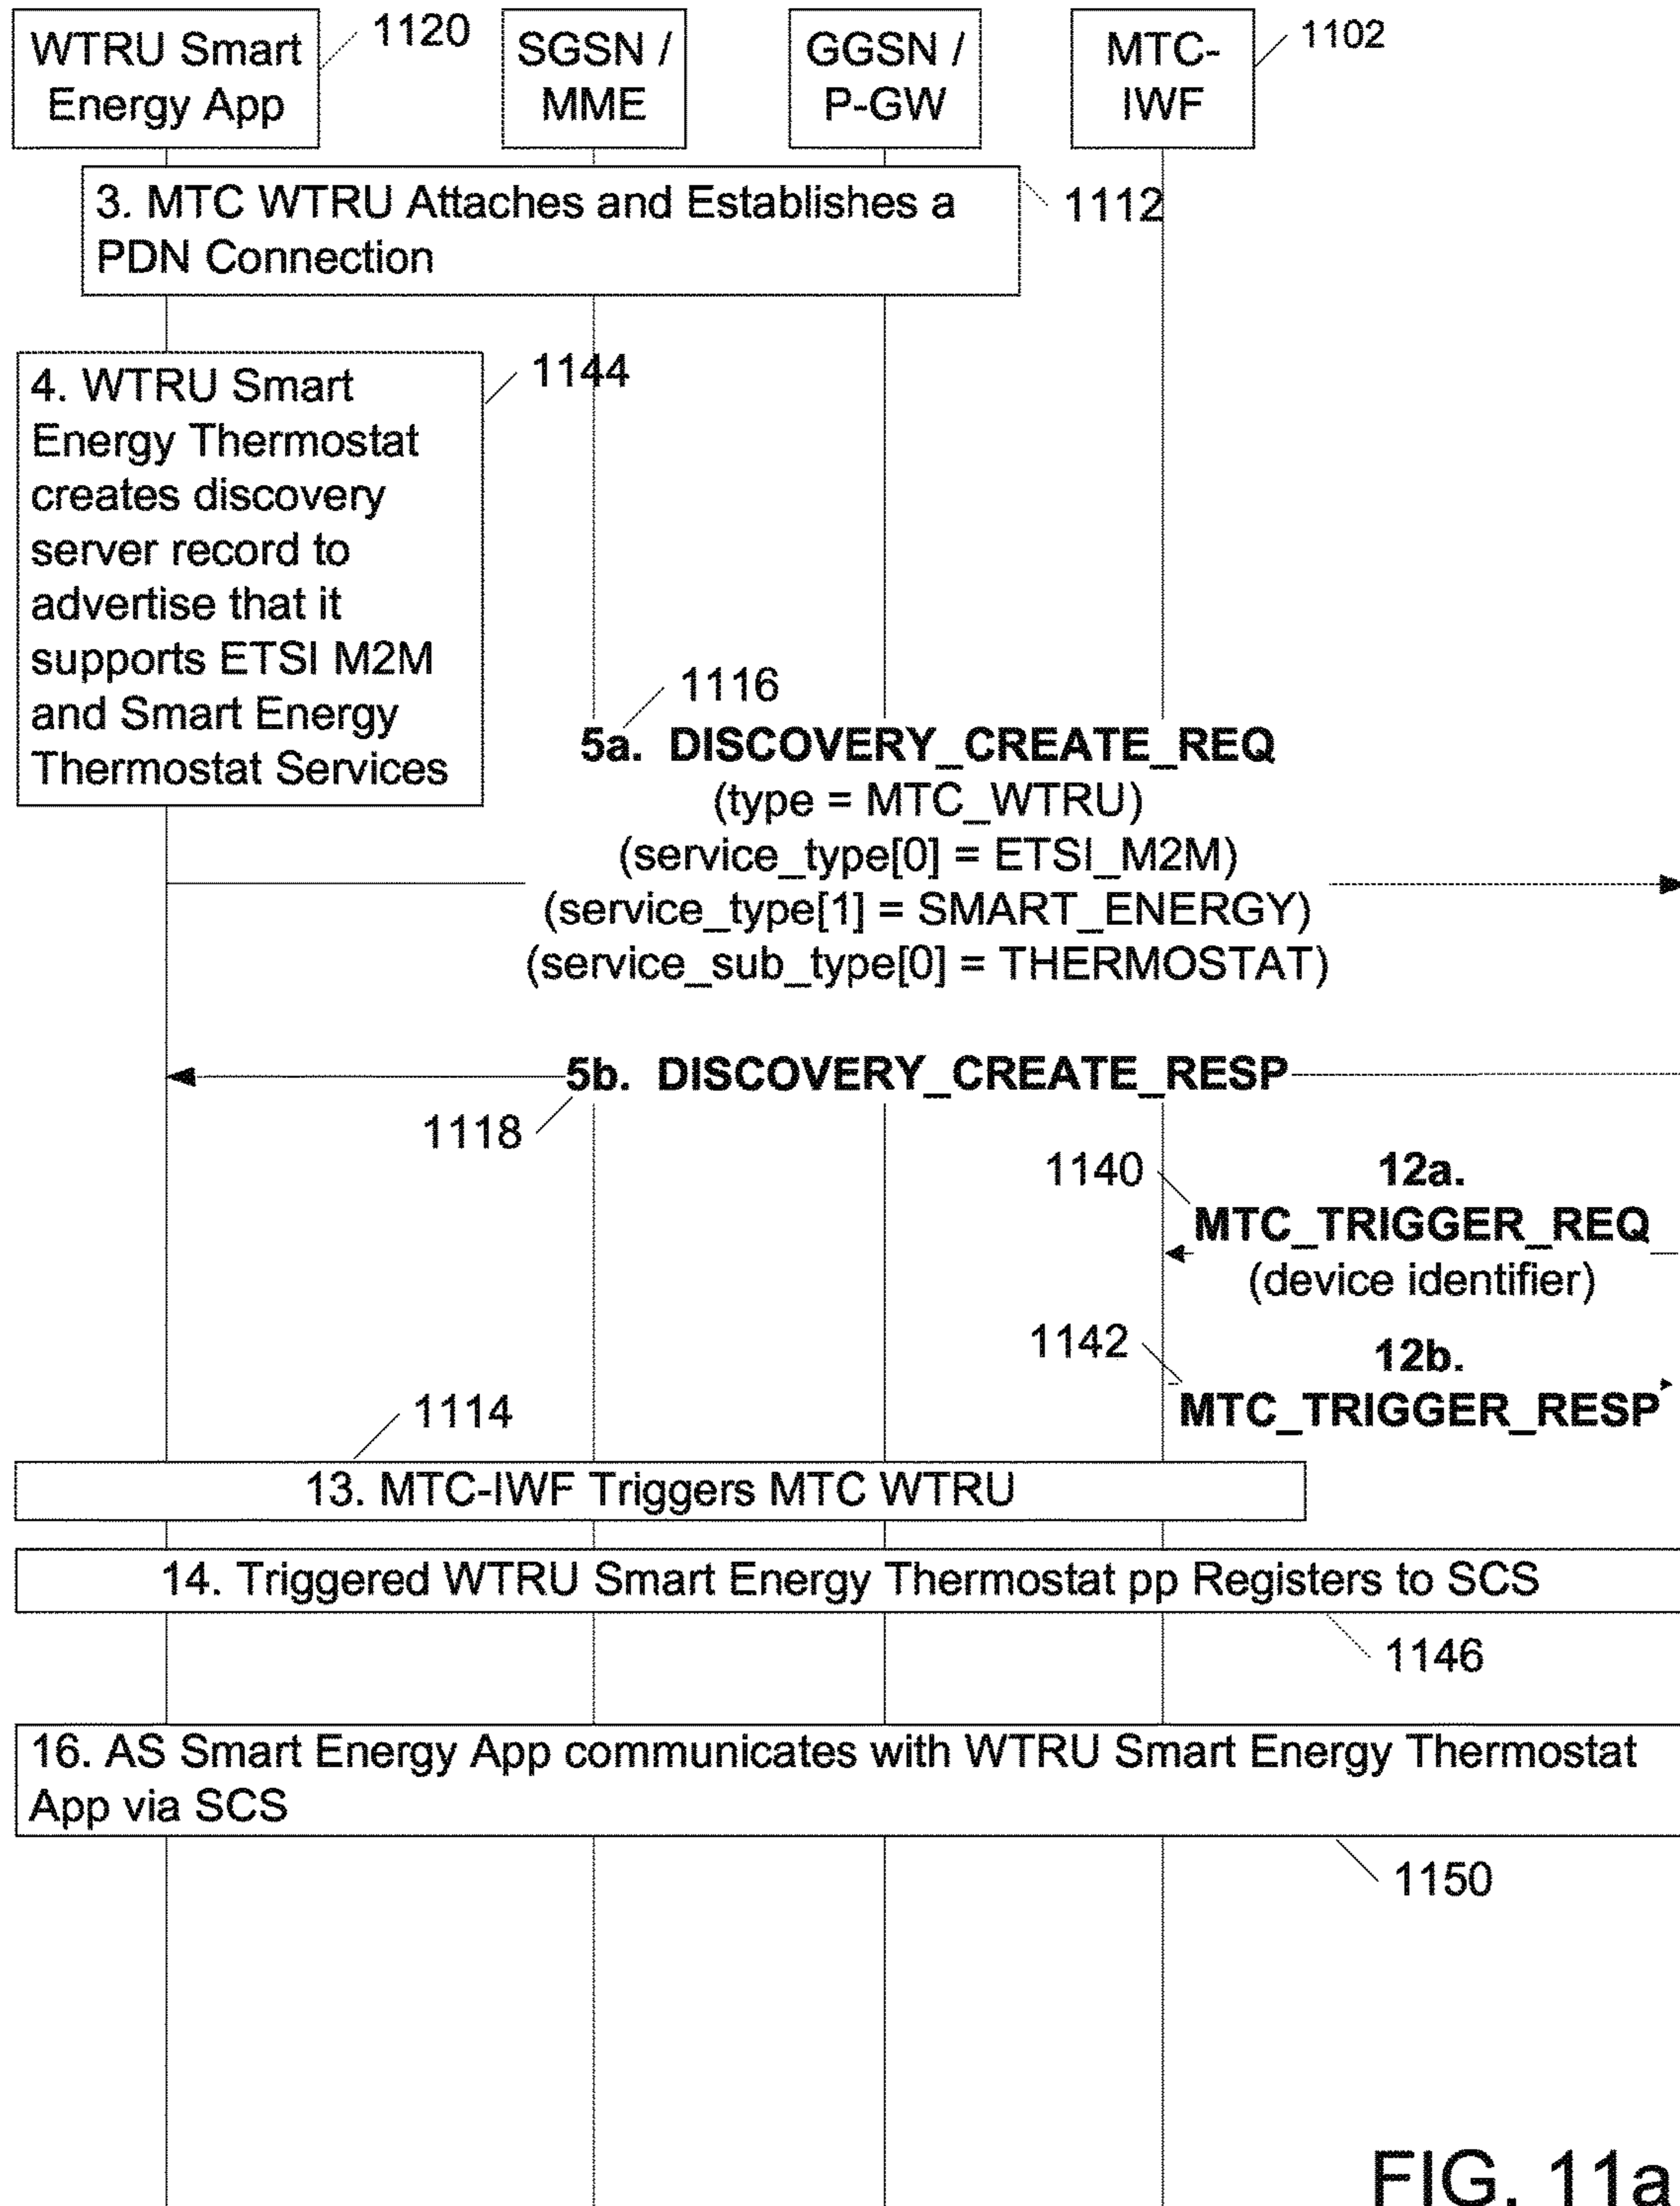 WTRU Smart
Energy App
1120
SGSN /
MME
GGSN /
P-GW
MTC-
IWF
1102
3. MTC WTRU Attaches and Establishes a
PDN Connection
1112
4. WTRU Smart
Energy Thermostat
creates discovery
server record to
advertise that it
supports ETSI M2M
and Smart Energy
Thermostat Services
1144
1116
5a. DISCOVERY_CREATE_REQ
(type = MTC_WTRU)
(service_type[0] = ETSI_M2M)
(service_type[1] = SMART_ENERGY)
(service_sub_type[0] = THERMOSTAT)
5b. DISCOVERY_CREATE_RESP
1118
1140
12a.
MTC_TRIGGER_REQ
(device identifier)
1142
12b.
MTC_TRIGGER_RESP
1114
13. MTC-IWF Triggers MTC WTRU
14. Triggered WTRU Smart Energy Thermostat pp Registers to SCS
1146
16. AS Smart Energy App communicates with WTRU Smart Energy Thermostat
App via SCS
1150
FIG. 11a